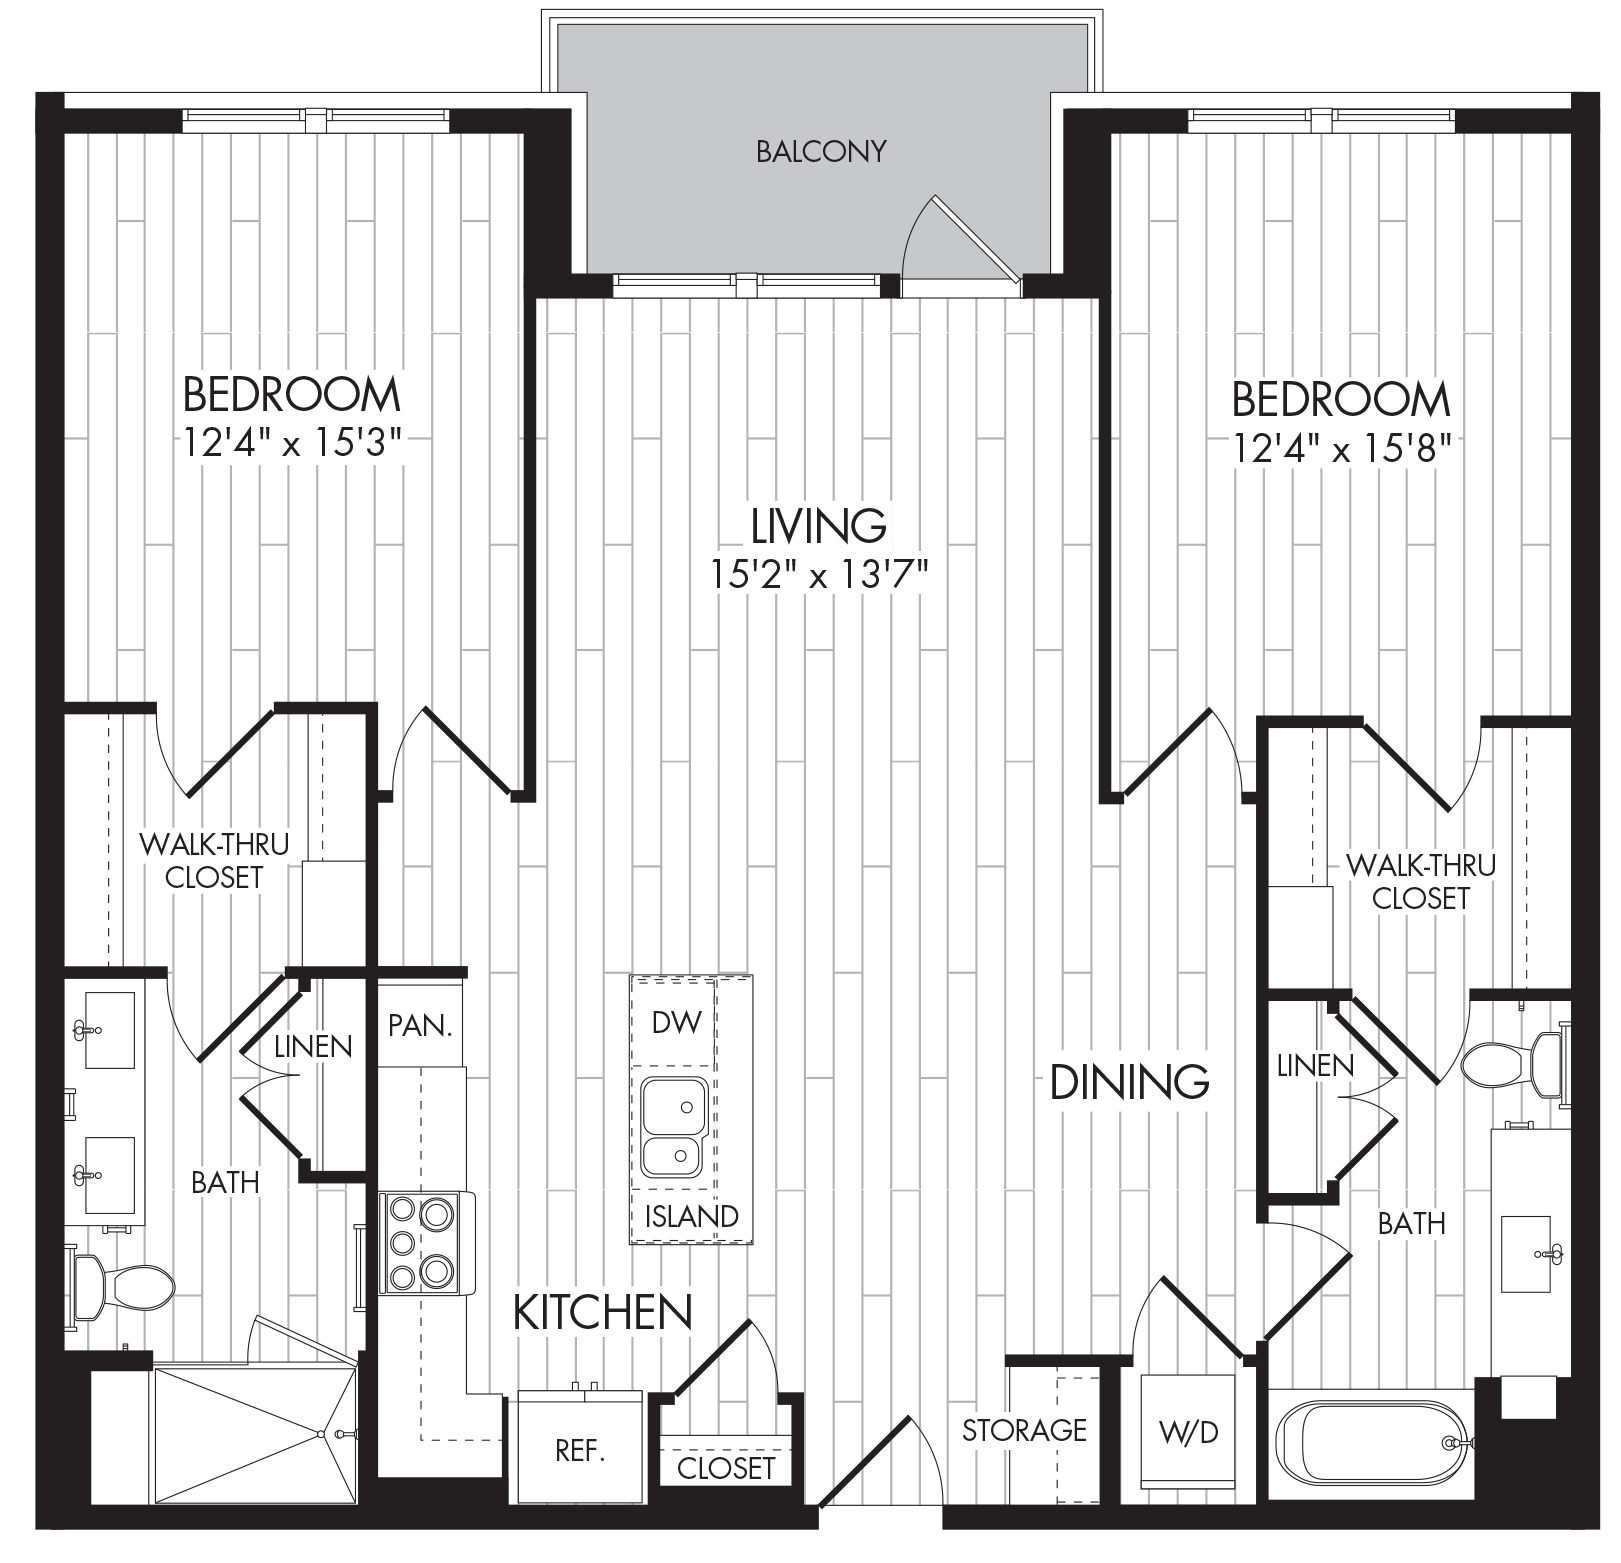 BALCONY
BEDROOM
12'4" x 15'3"
BEDROOM
12'4" x 15'8"
LIVING
15'2" x 13'7"
WALK-THRU
CLOSET
WALK-THRU
CLOSET
PAN.
DW
LINEN
LINEN
DINING
BATH
ISLAND
BATH
KITCHEN
STORAGE
W/D
REF.
CLOSET